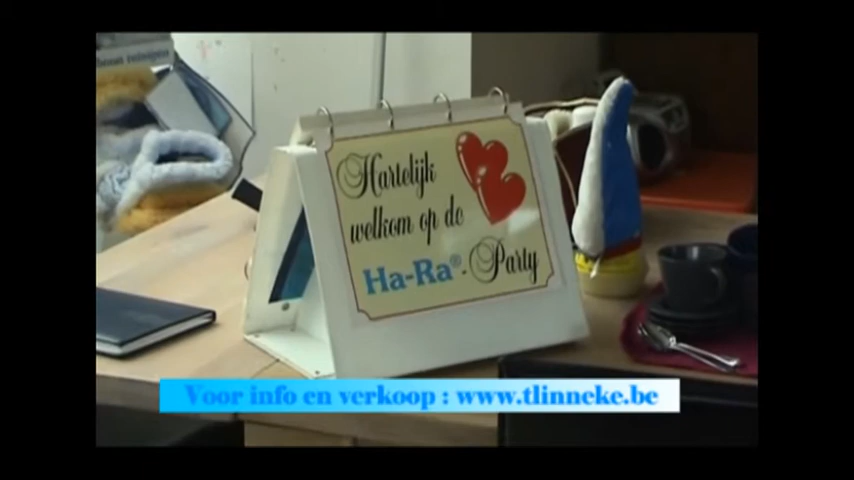 Hartelijk
welkom op de
Ha-Ra®-Party
Voor info en verkoop : www.tlinneke.be